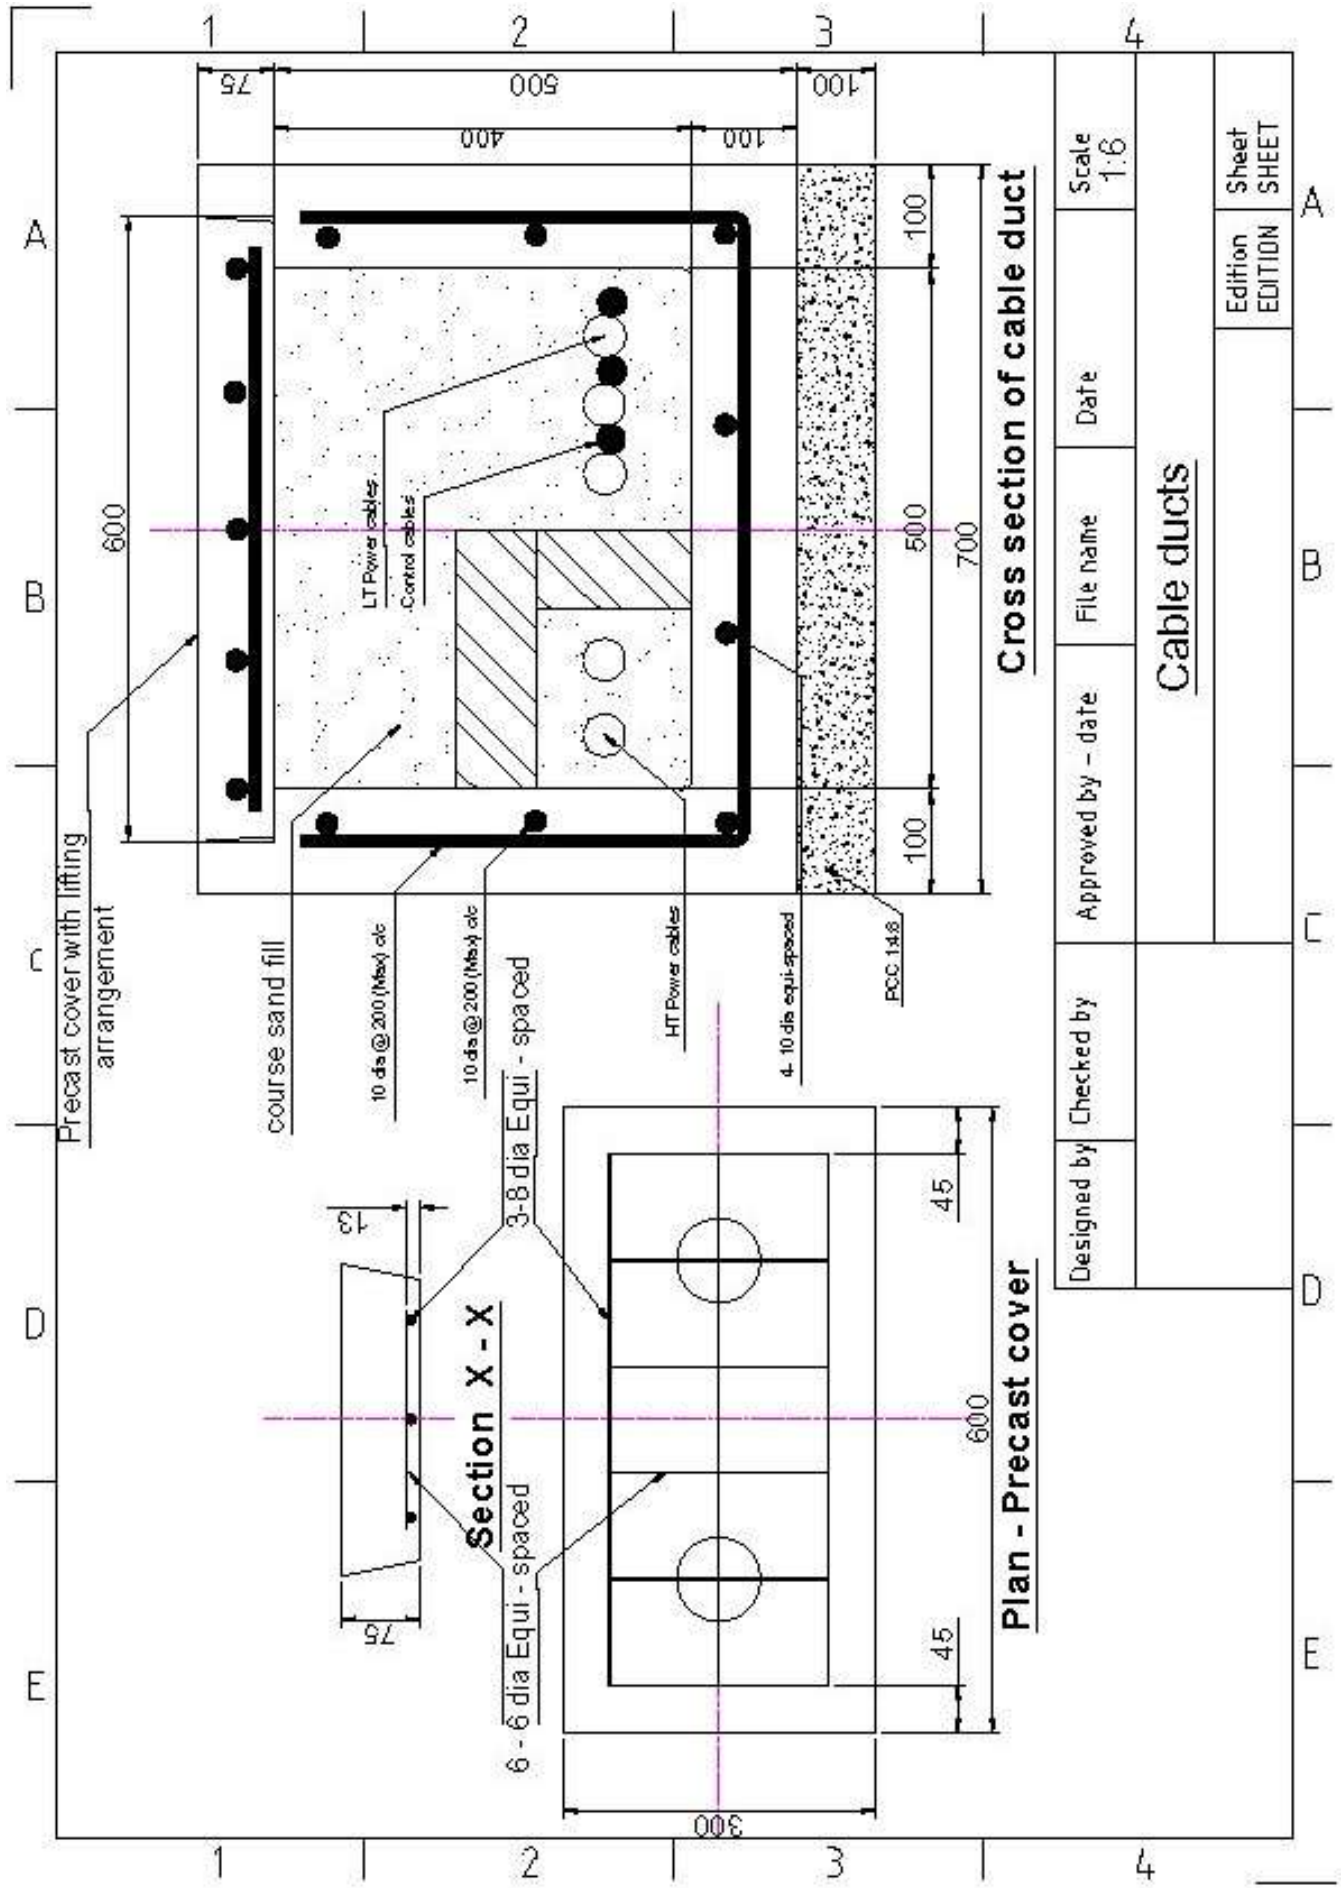 1
2
3
4
A
B
C
D
E
75
500
100
400
100
600
LT Power cables
Control cables
100
500
700
100
Precast cover with lifting
arrangement
course sand fill
10 dia @ 200 (Max) c/c
10 dia @ 200 (Max) c/c
HT Power cables
4- 10 dia equi-spaced
PCC 1:4:8
Cross section of cable duct
13
75
3-8 dia Equi - spaced
Section X - X
6 - 6 dia Equi - spaced
45
600
45
300
Plan - Precast cover
Designed by
Checked by
Approved by - date
File name
Date
Scale
1:6
Cable ducts
Edition
EDITION
Sheet
SHEET
A
B
C
D
E
1
2
3
4